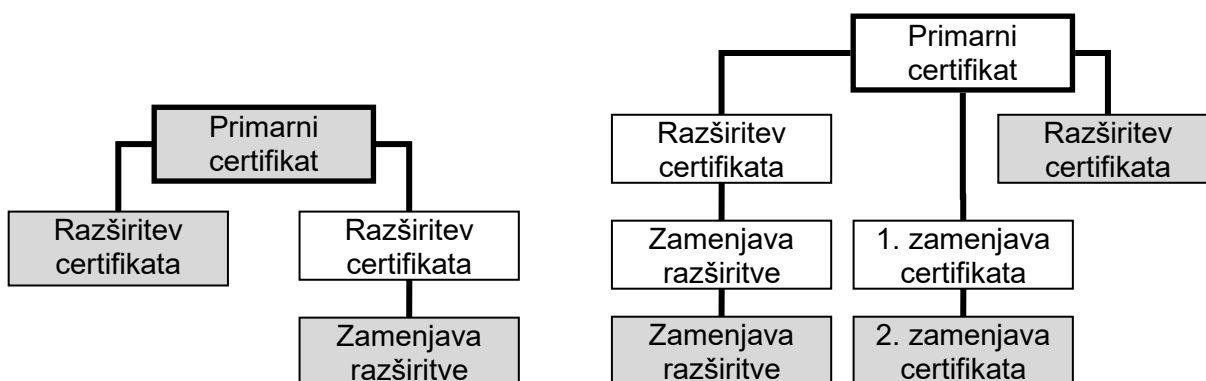 Primarni
certifikat
Razširitev
certifikata
Razširitev
certifikata
Zamenjava
razširitve
Primarni
certifikat
Razširitev
certifikata
Razširitev
certifikata
Zamenjava
razširitve
1. zamenjava
certifikata
Zamenjava
razširitve
2. zamenjava
certifikata